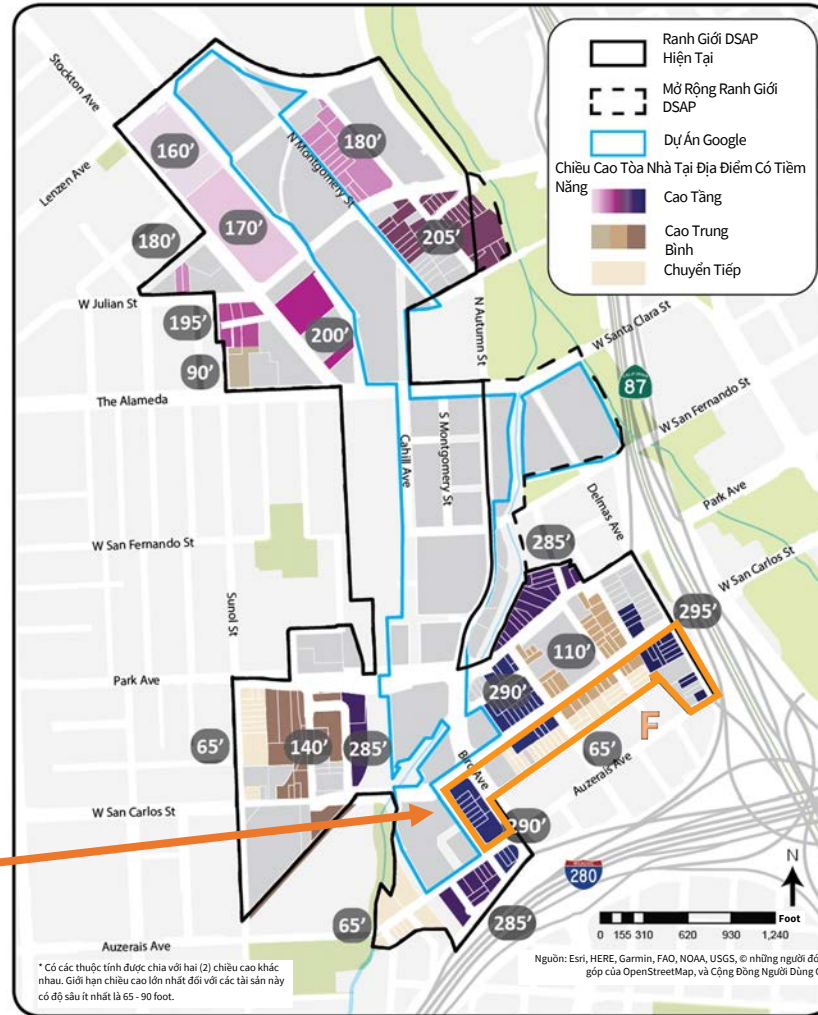 Ranh Giới DSAP
Hiện Tại
Mở Rộng Ranh Giới
DSAP
Dự Án Google
Chiều Cao Tòa Nhà Tại Địa Điểm Có Tiềm
Năng
Cao Tầng
Cao Trung
Bình
Chuyển Tiếp
Stockton Ave
Lenzen Ave
N Montgomery St
160’
180’
170’
205’
180’
W Julian St
195’
200’
90’
N Autumn St
W Santa Clara St
CALIFORNIA
87
The Alameda
W San Fernando St
Cahill Ave
S Montgomery St
Park Ave
Delmas Ave
W San Fernando St
W San Carlos St
285’
Sunol St
295’
110’
Park Ave
290’
65’
140’
285’
65’
F
Bird Ave
Auzerais Ave
W San Carlos St
290’
INTERSTATE
280
N
65’
285’
Foot
0 155 310 620 930 1,240
Auzerais Ave
* Có các thuộc tính được chia với hai (2) chiều cao khác
nhau. Giới hạn chiều cao lớn nhất đối với các tài sản này
có độ sâu ít nhất là 65 - 90 foot.
Nguồn: Esri, HERE, Garmin, FAO, NOAA, USGS, © những người đó
góp của OpenStreetMap, và Cộng Đồng Người Dùng G